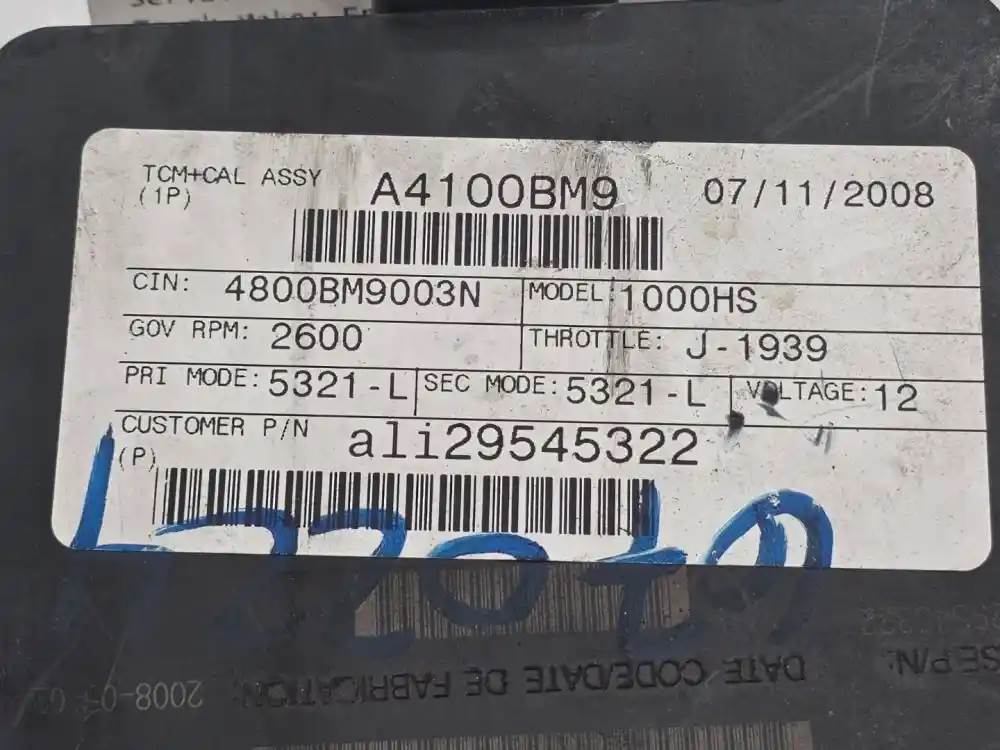 TCM+CAL ASSY A4100BM9 07/11/2008
(1P)
CIN: 4800BM9003N MODEL 1000HS
GOV RPM: 2600 THROTTLE: J-1939
PRI MODE: 5321-L SEC MODE: 5321-L VOLTAGE: 12
CUSTOMER P/N ali29545322
(P)
DATE CODE/DATE DE FABRICATION:
SE P/N: